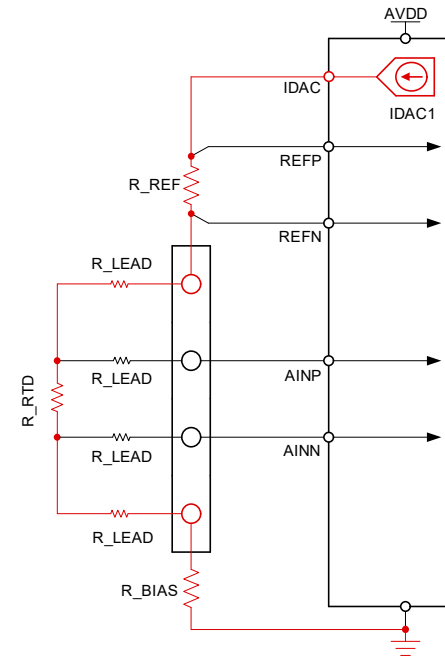 AVDD
IDAC
IDAC1
REFP
R_REF
REFN
R_LEAD
R_LEAD
AINP
R_RTD
AINN
R_LEAD
R_LEAD
R_BIAS